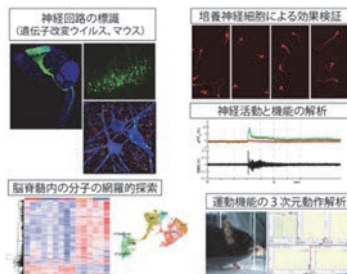 神経回路の標識
(遺伝子改変ウイルス、マウス)
培養神経細胞による効果検証
神経活動と機能の解析
脳脊髄内の分子の網羅的探索
運動機能の3次元動作解析